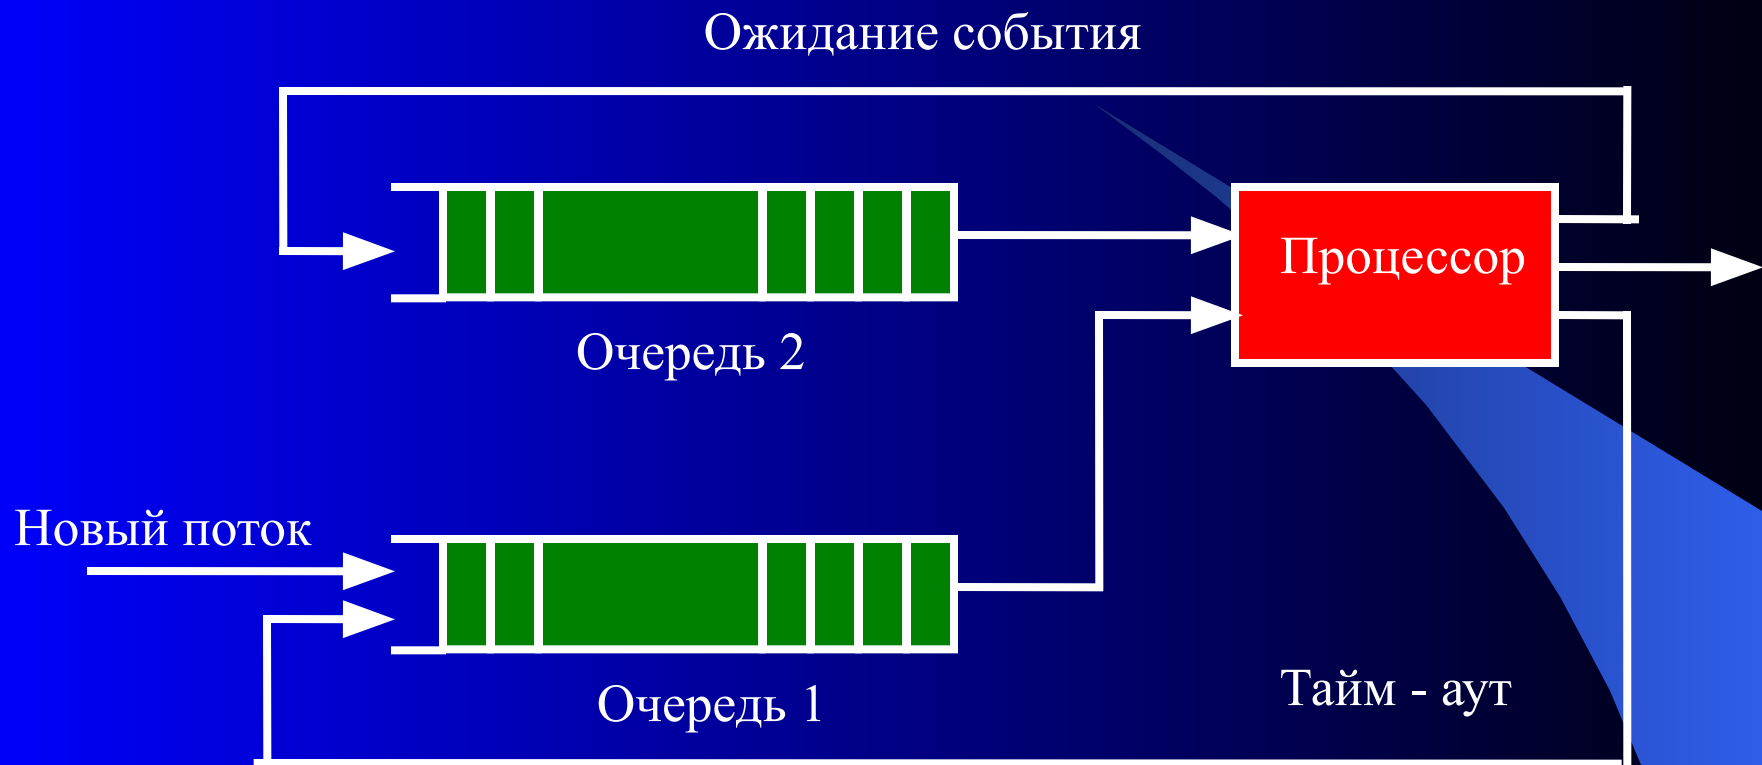 Ожидание события
Процессор
Очередь 2
Новый поток
Очередь 1
Тайм - аут